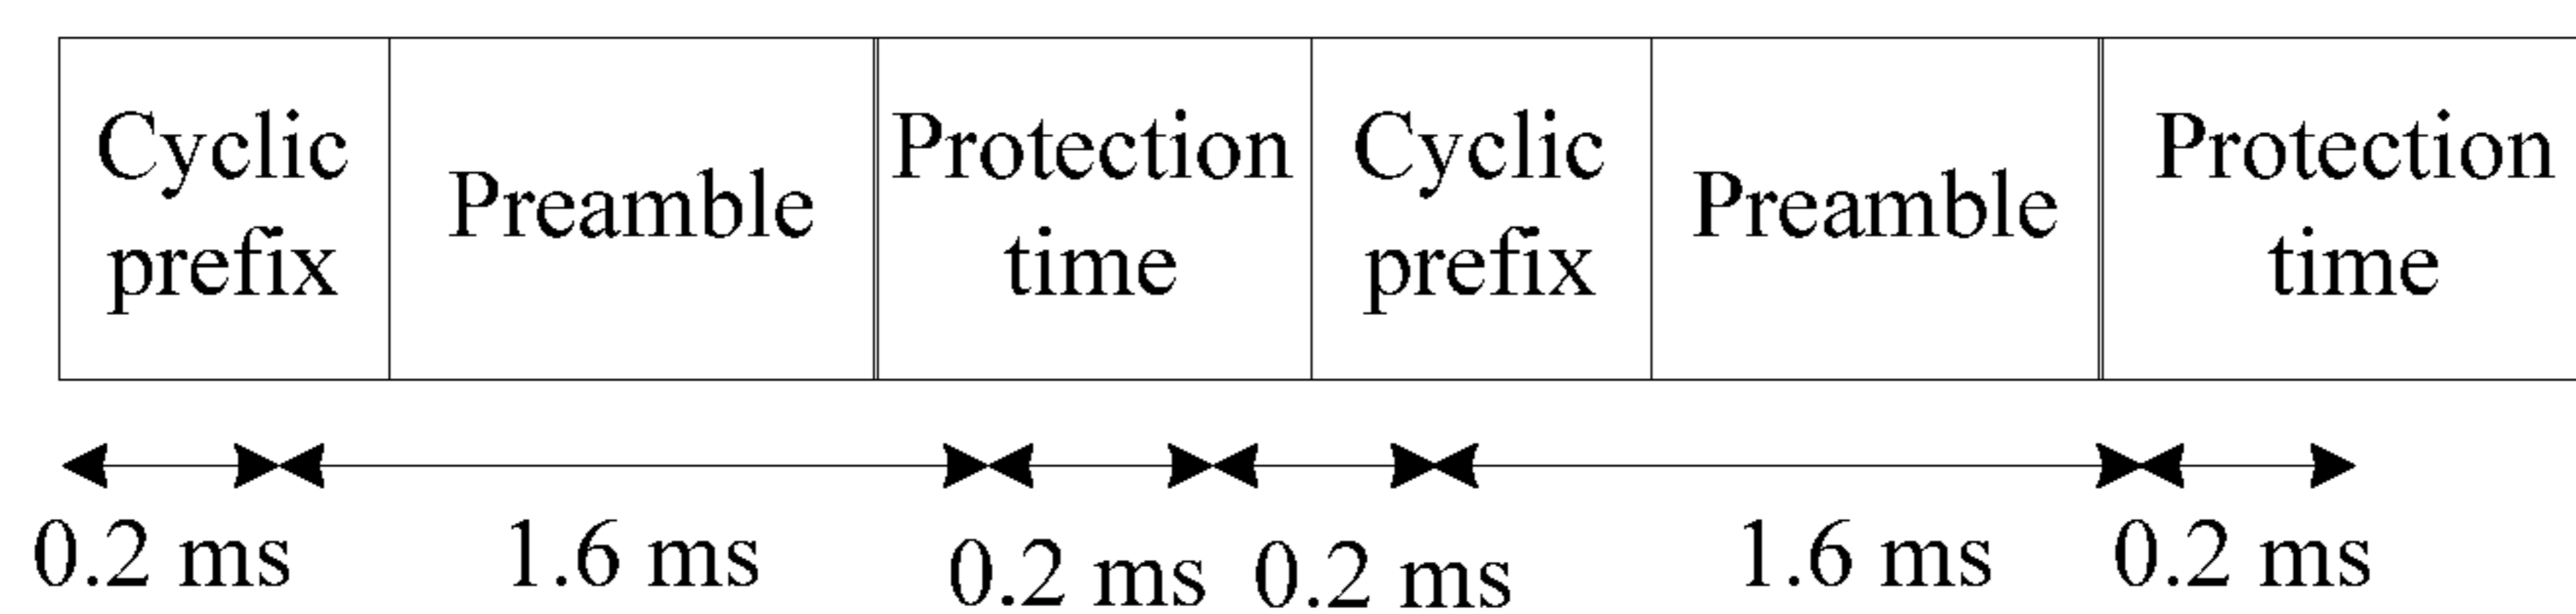 Cyclic
prefix
Preamble
Protection
time
Cyclic
prefix
Preamble
Protection
time
0.2 ms
1.6 ms
0.2 ms
0.2 ms
1.6 ms
0.2 ms